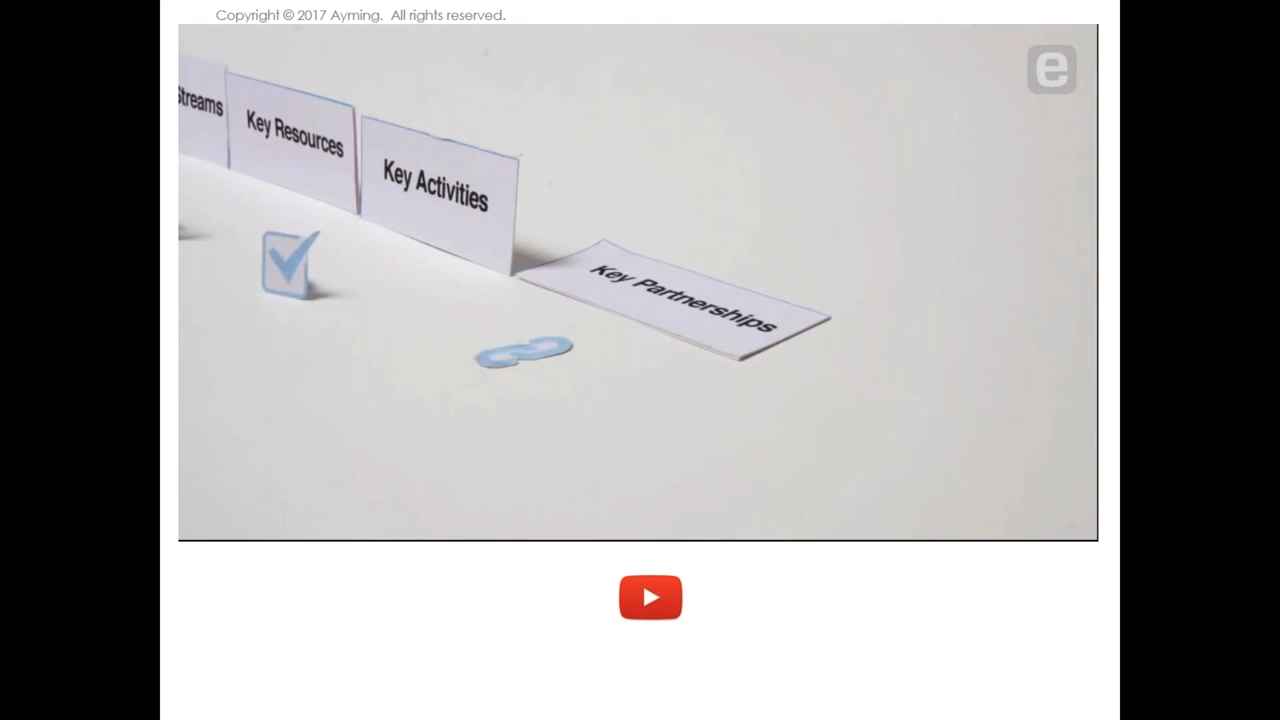 Copyright © 2017 Ayming. All rights reserved.
e
Streams
Key Resources
Key Activities
Key Partnerships